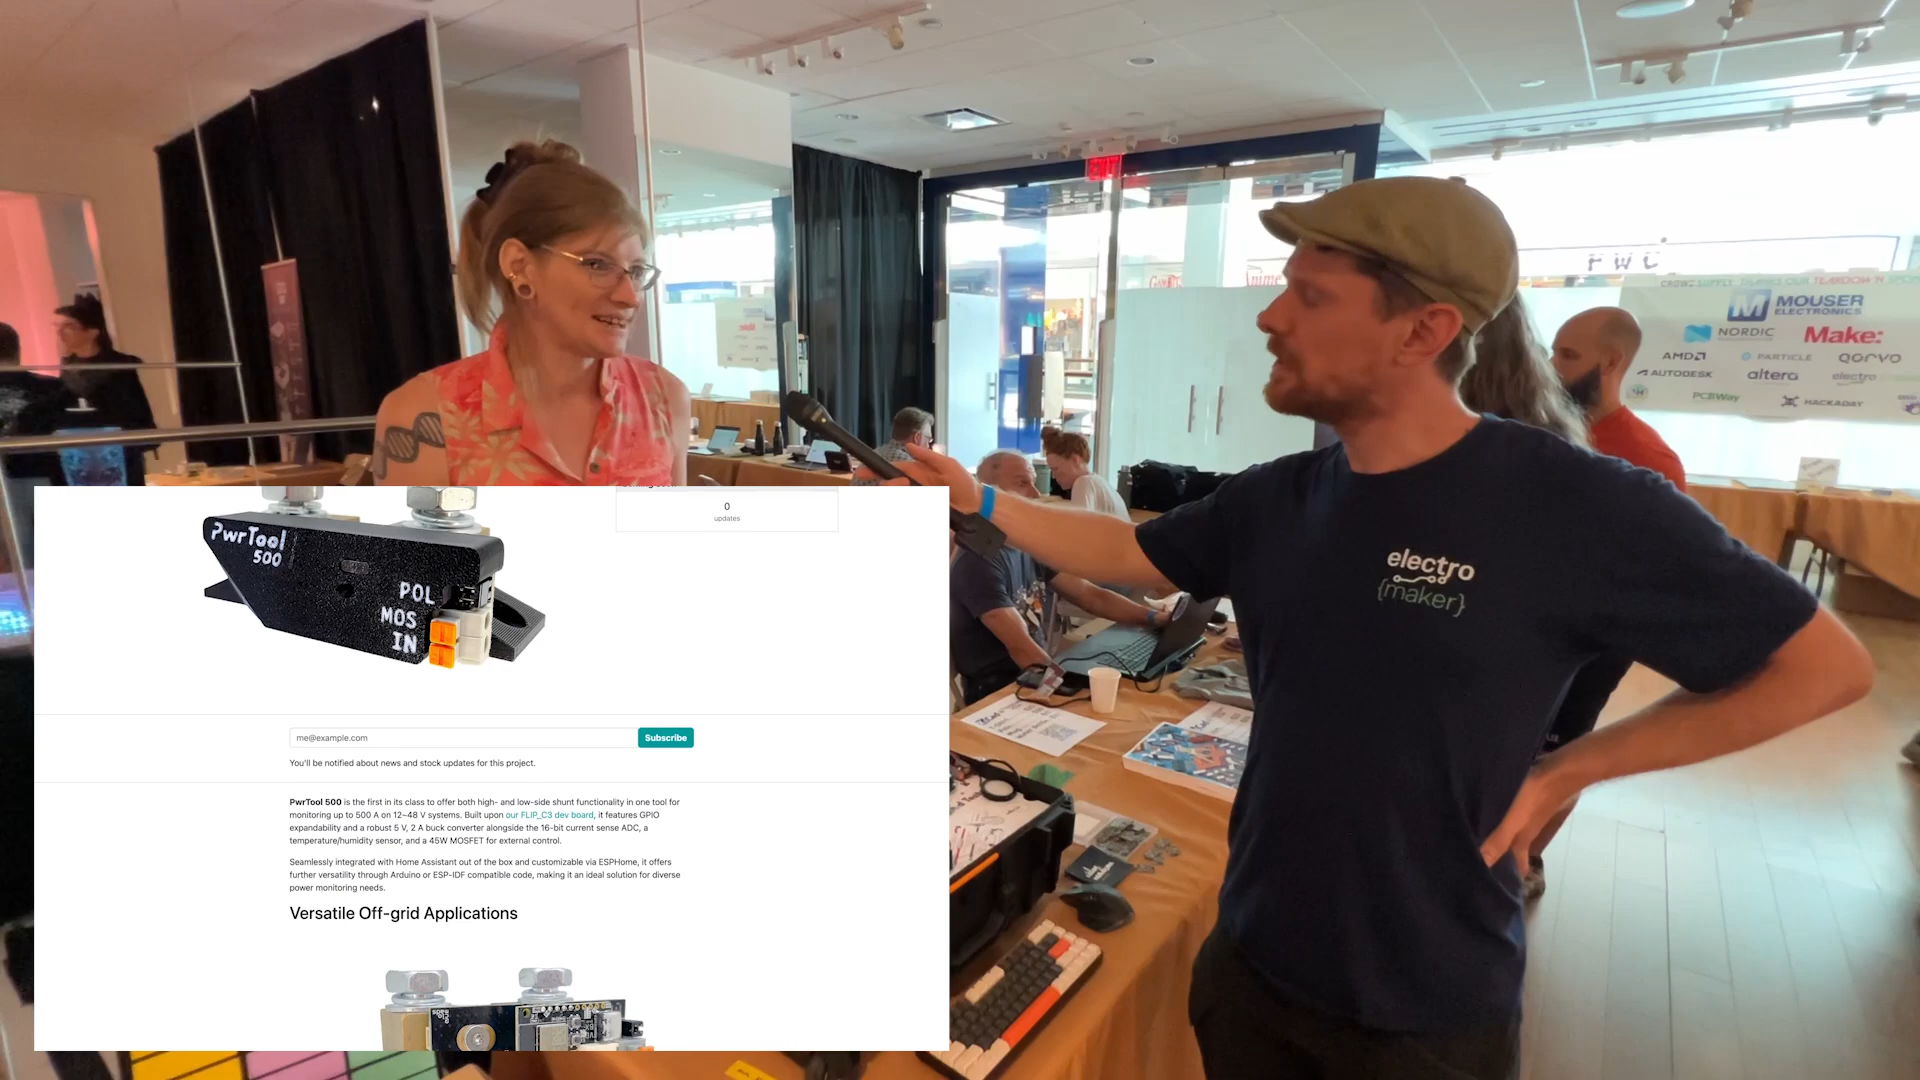 EXIT
PWC
CROWD SUPPLY
TEARDOWN
M MOUSER
ELECTRONICS
NORDIC
Make:
AMD
PARTICLE
QORVO
AUTODESK
altera
electro
PCBWay
HACKADAY
electro
{maker}
PwrTool
500
POL
MOS
IN
0
updates
me@example.com
Subscribe
You'll be notified about news and stock updates for this project.
PwrTool 500 is the first in its class to offer both high- and low-side shunt functionality in one tool for
monitoring up to 500 A on 12–48 V systems. Built upon our FLIP_C3 dev board, it features GPIO
expandability and a robust 5 V, 2 A buck converter alongside the 16-bit current sense ADC, a
temperature/humidity sensor, and a 45W MOSFET for external control.
Seamlessly integrated with Home Assistant out of the box and customizable via ESPHome, it offers
further versatility through Arduino or ESP-IDF compatible code, making it an ideal solution for diverse
power monitoring needs.
Versatile Off-grid Applications